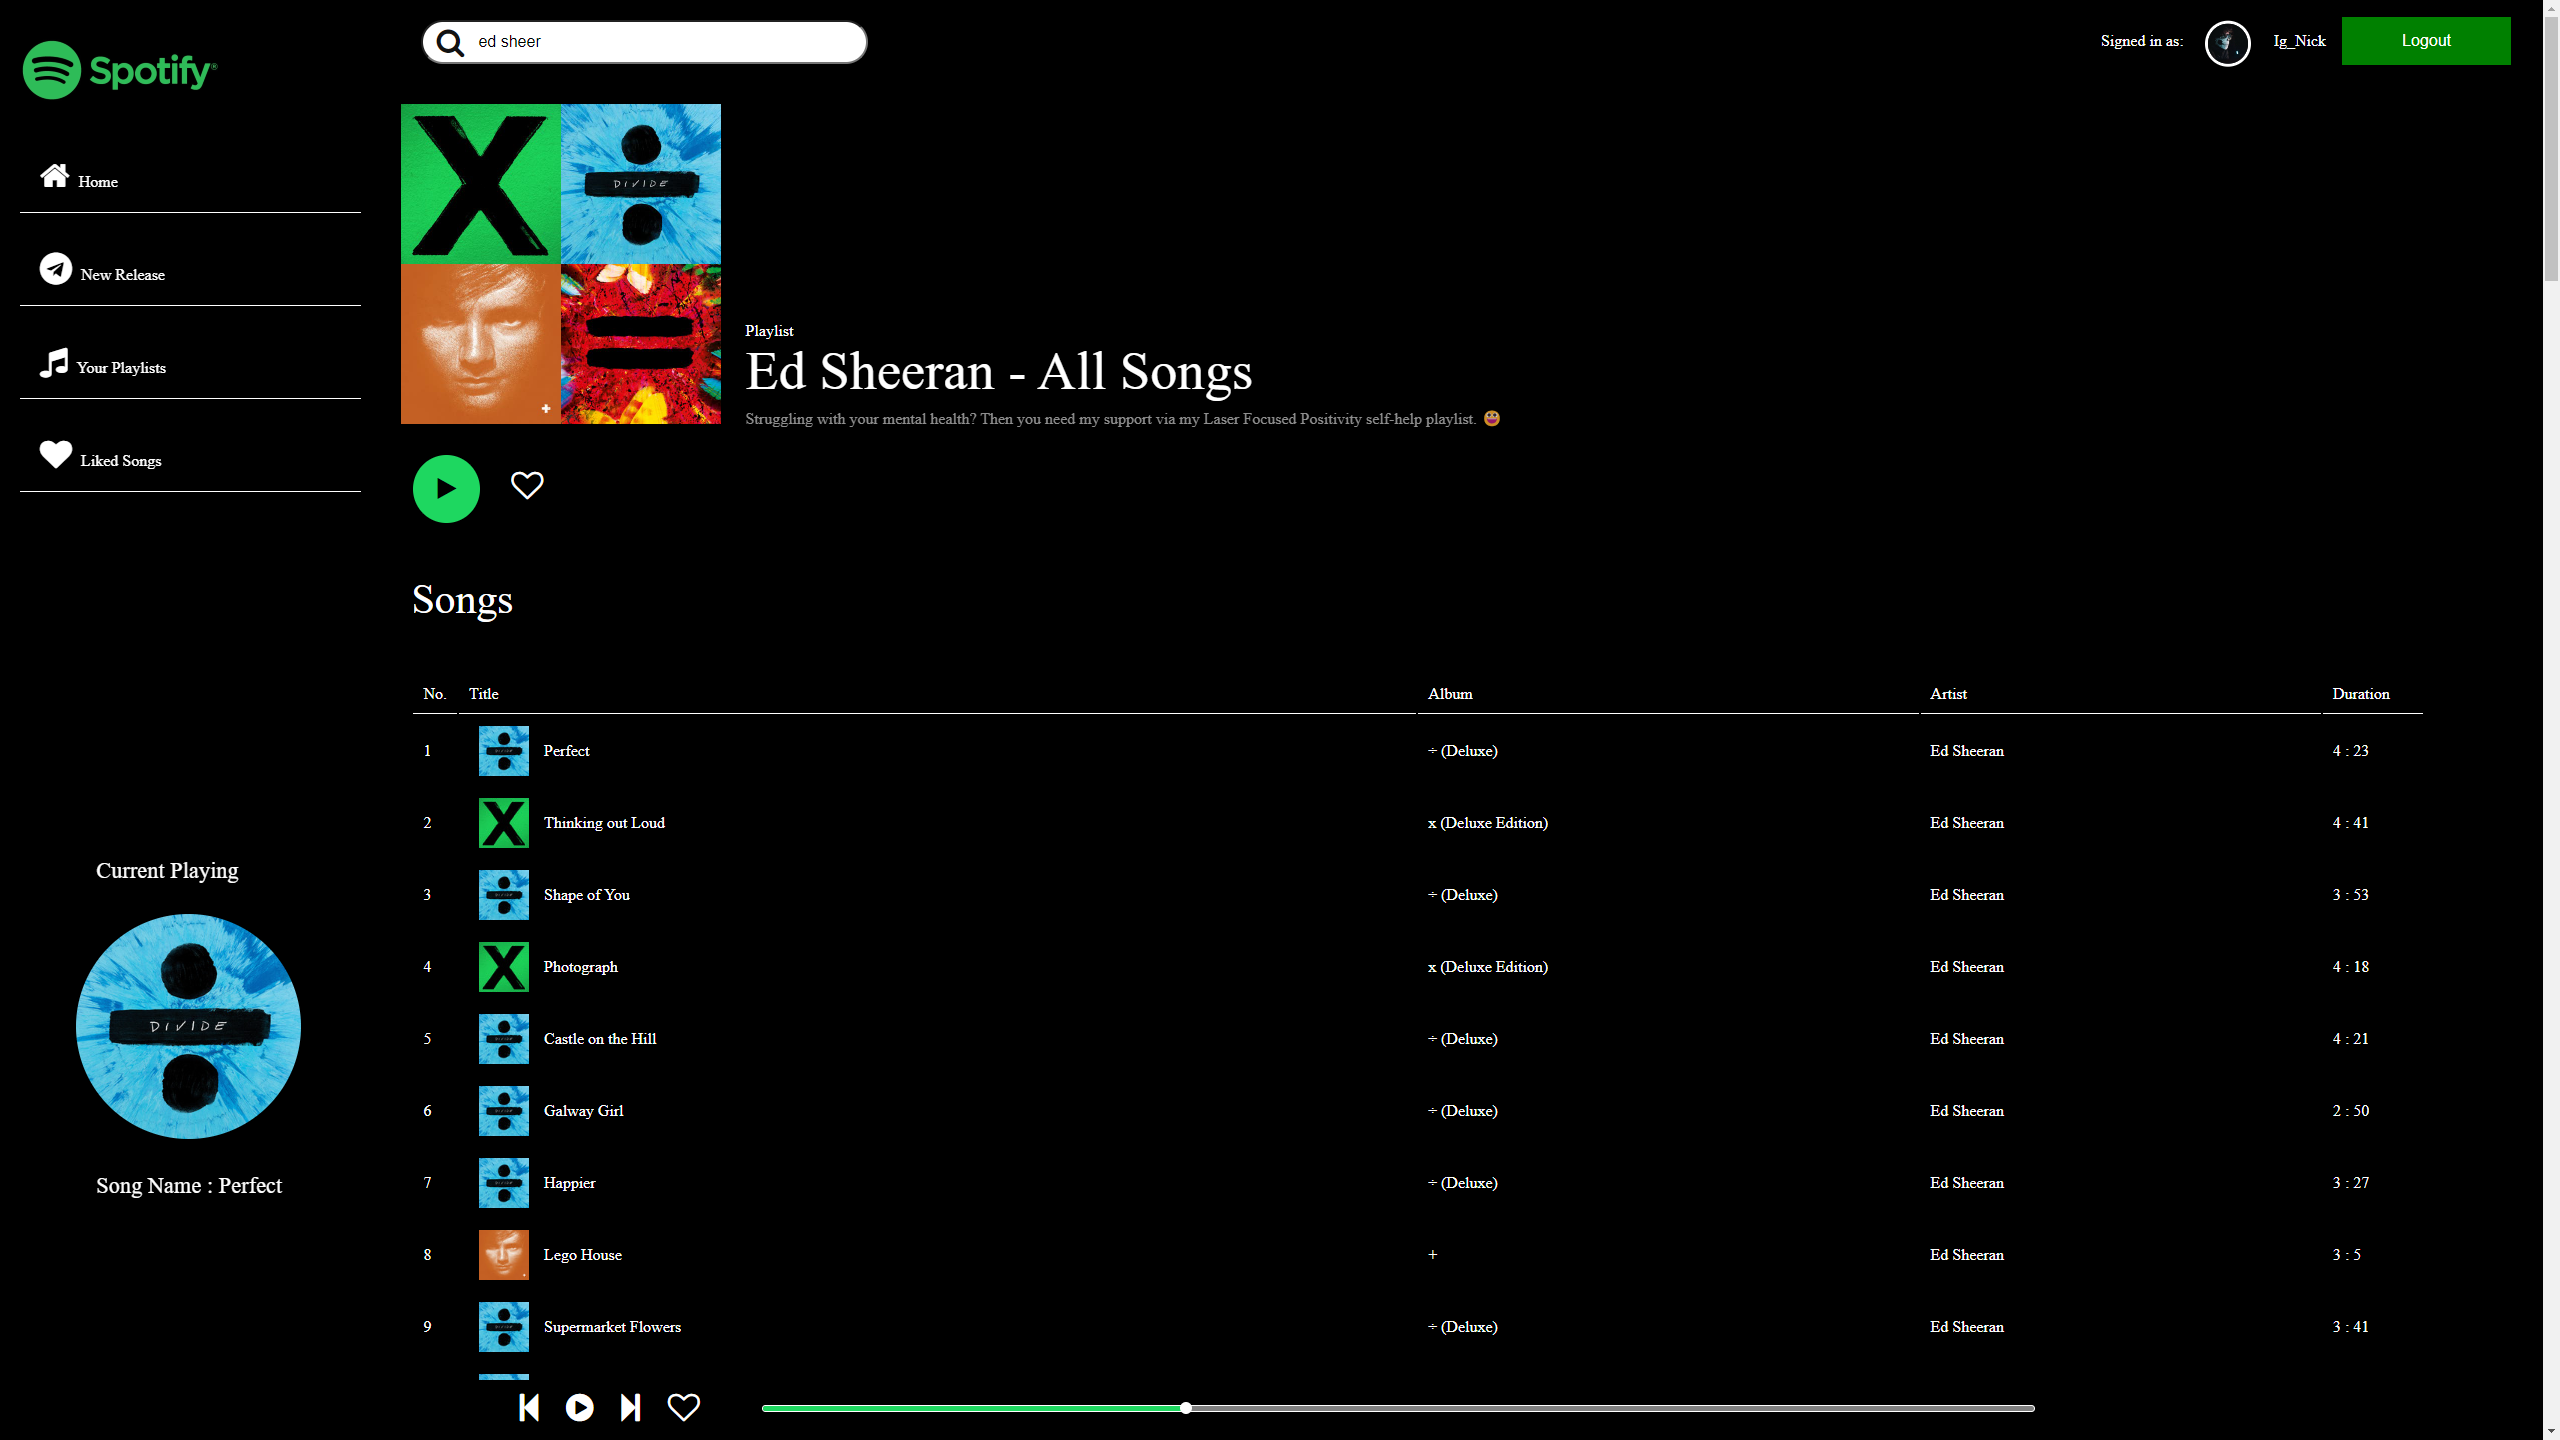 Spotify®
ed sheer
Signed in as:
Ig_Nick
Logout
Home
New Release
Your Playlists
Liked Songs
DIVIDE
+
Playlist
Ed Sheeran - All Songs
Struggling with your mental health? Then you need my support via my Laser Focused Positivity self-help playlist. 😀
Songs
No. Title Album Artist Duration
1 Perfect ÷ (Deluxe) Ed Sheeran 4 : 23
2 Thinking out Loud x (Deluxe Edition) Ed Sheeran 4 : 41
3 Shape of You ÷ (Deluxe) Ed Sheeran 3 : 53
4 Photograph x (Deluxe Edition) Ed Sheeran 4 : 18
5 Castle on the Hill ÷ (Deluxe) Ed Sheeran 4 : 21
6 Galway Girl ÷ (Deluxe) Ed Sheeran 2 : 50
7 Happier ÷ (Deluxe) Ed Sheeran 3 : 27
8 Lego House + Ed Sheeran 3 : 5
9 Supermarket Flowers ÷ (Deluxe) Ed Sheeran 3 : 41
Current Playing
DIVIDE
Song Name : Perfect